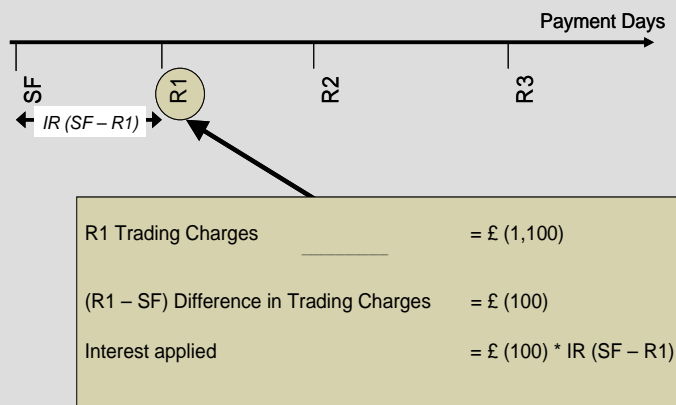 Payment Days
SF
R1
R2
R3
IR (SF – R1)
R1 Trading Charges = £ (1,100)
(R1 – SF) Difference in Trading Charges = £ (100)
Interest applied = £ (100) * IR (SF – R1)